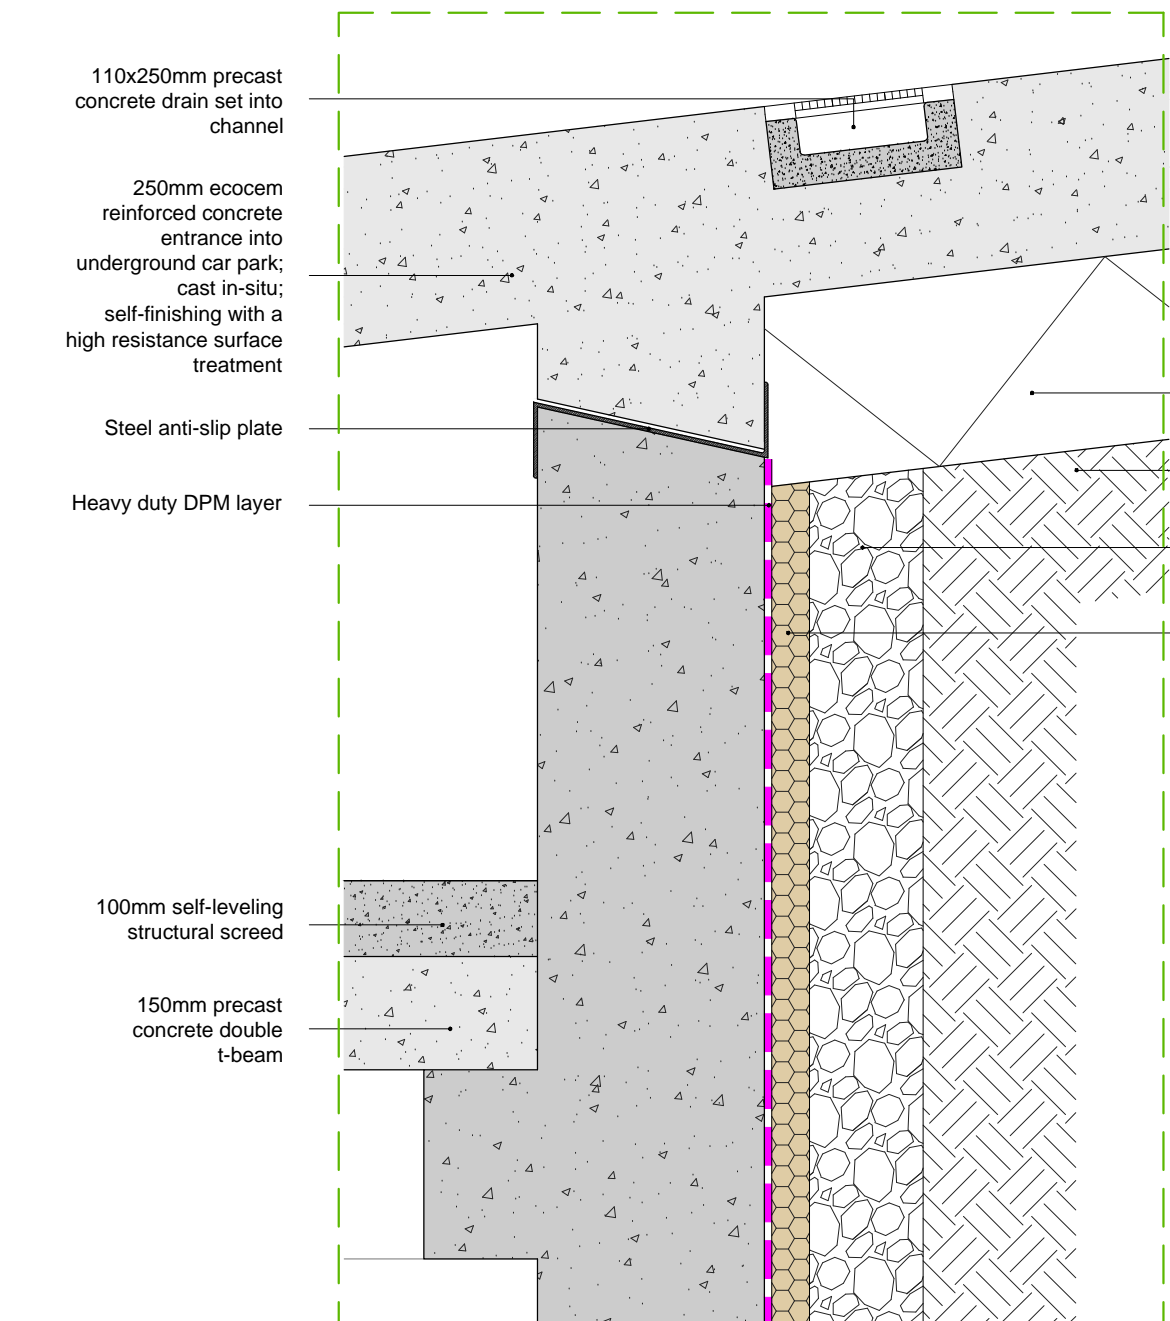 110x250mm precast
concrete drain set into
channel
250mm ecocem
reinforced concrete
entrance into
underground car park;
cast in-situ;
self-finishing with a
high resistance surface
treatment
Steel anti-slip plate
Heavy duty DPM layer
100mm self-leveling
structural screed
150mm precast
concrete double
t-beam